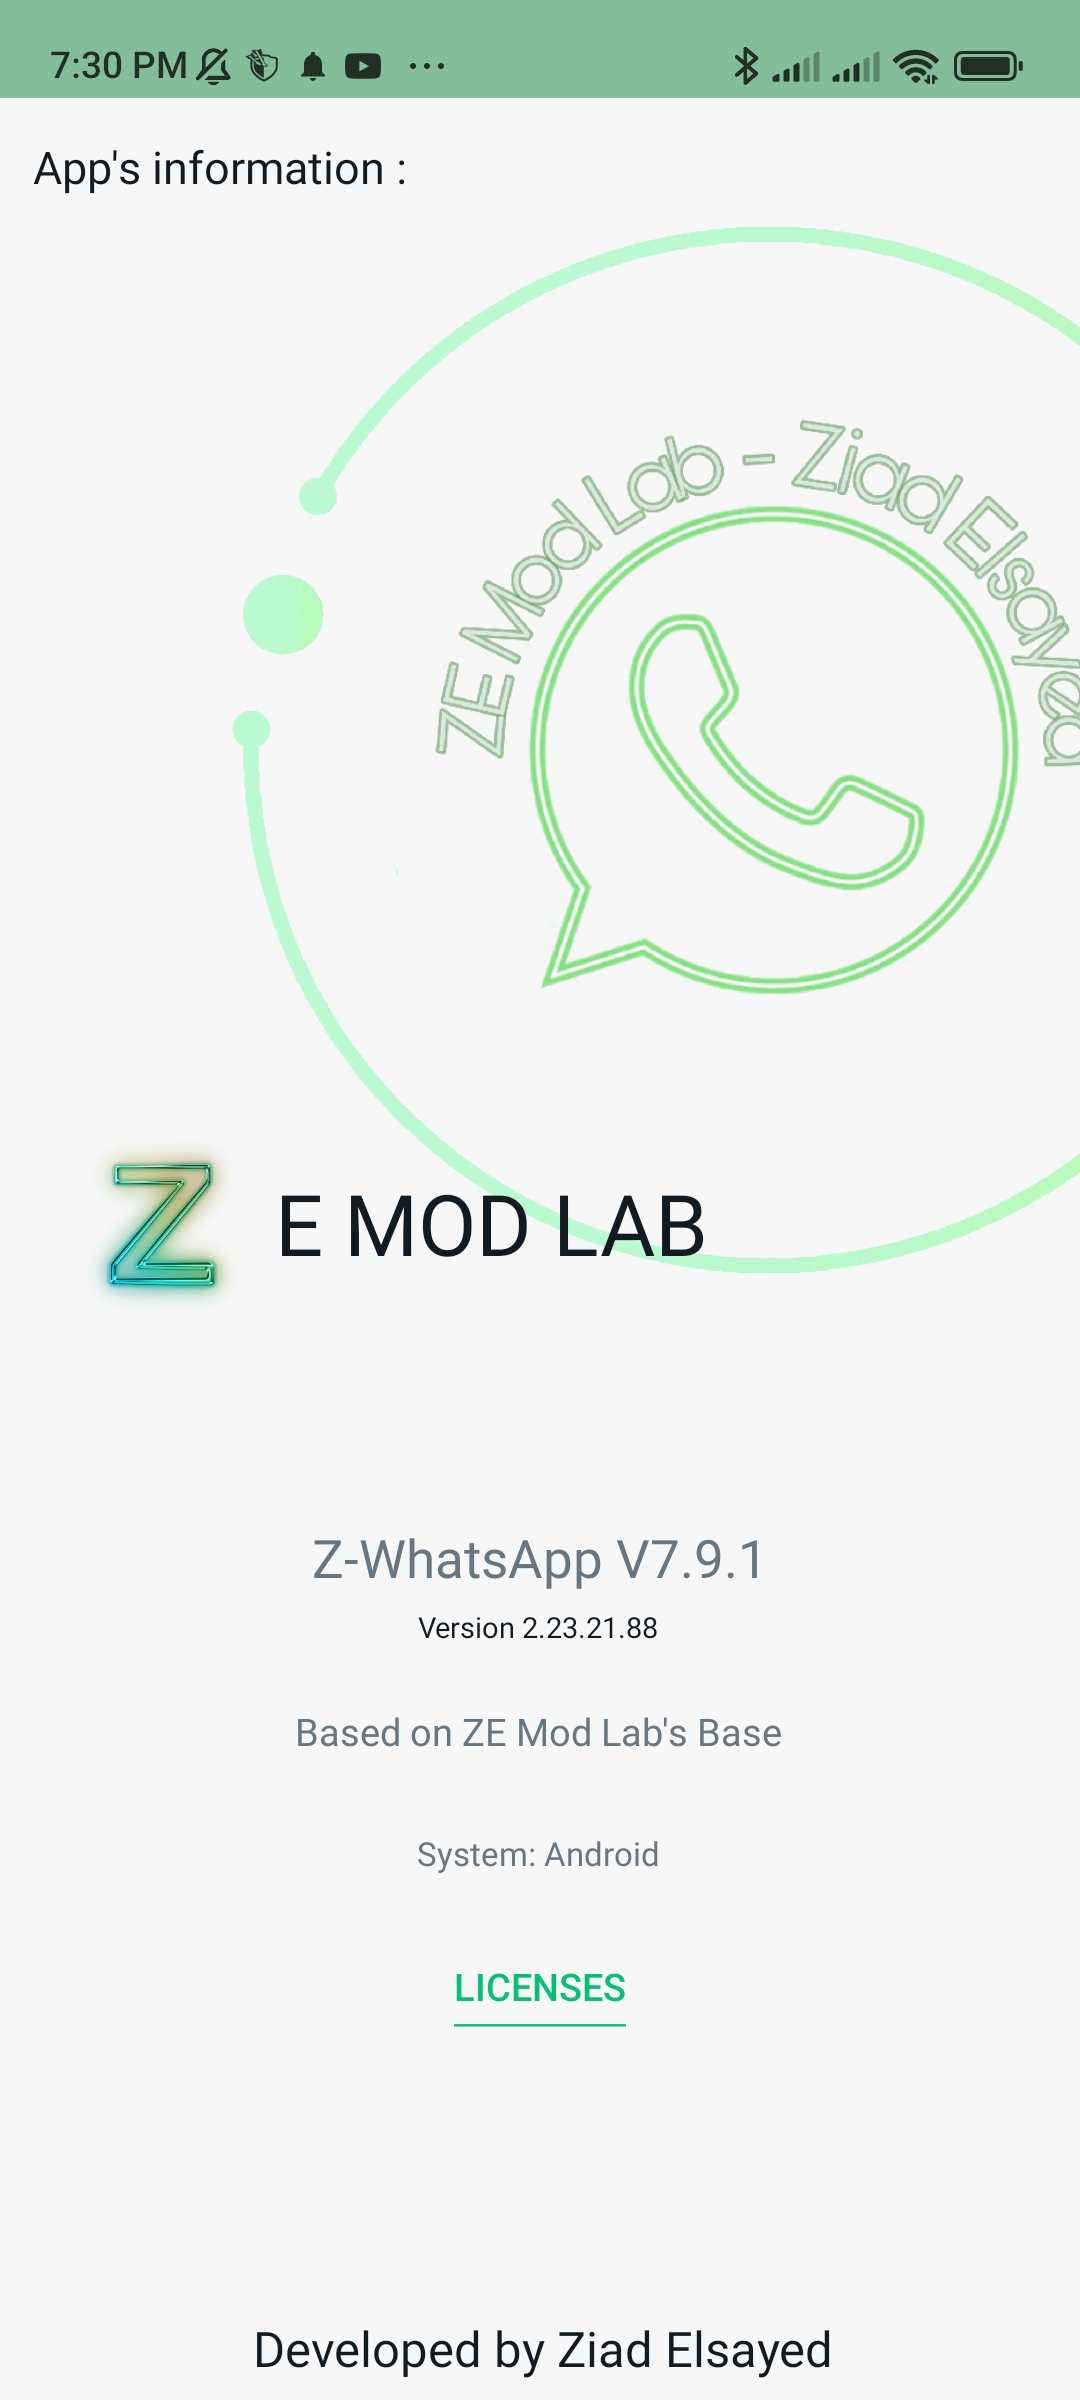 7:30 PM
App's information :
ZE Mod Lab - Ziad Elsayed
Z E MOD LAB
Z-WhatsApp V7.9.1
Version 2.23.21.88
Based on ZE Mod Lab's Base
System: Android
LICENSES
Developed by Ziad Elsayed